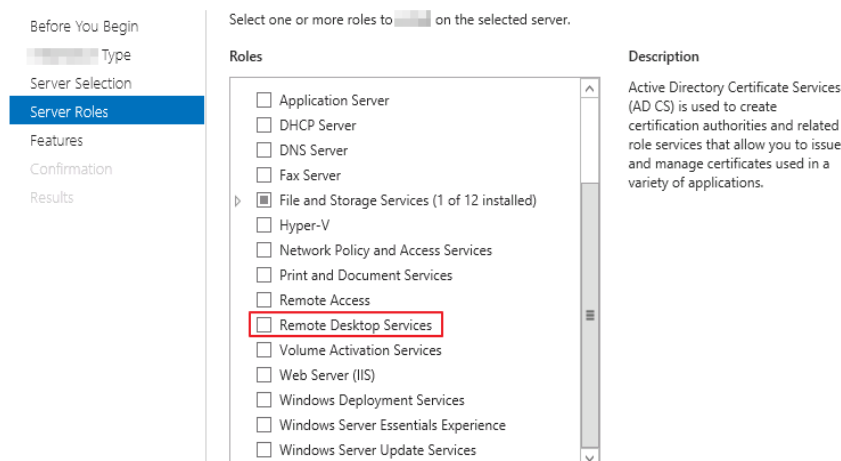 Before You Begin
Type
Server Selection
Server Roles
Features
Confirmation
Results
Select one or more roles to on the selected server.
Roles
Application Server
DHCP Server
DNS Server
Fax Server
File and Storage Services (1 of 12 installed)
Hyper-V
Network Policy and Access Services
Print and Document Services
Remote Access
Remote Desktop Services
Volume Activation Services
Web Server (IIS)
Windows Deployment Services
Windows Server Essentials Experience
Windows Server Update Services
Description
Active Directory Certificate Services
(AD CS) is used to create
certification authorities and related
role services that allow you to issue
and manage certificates used in a
variety of applications.